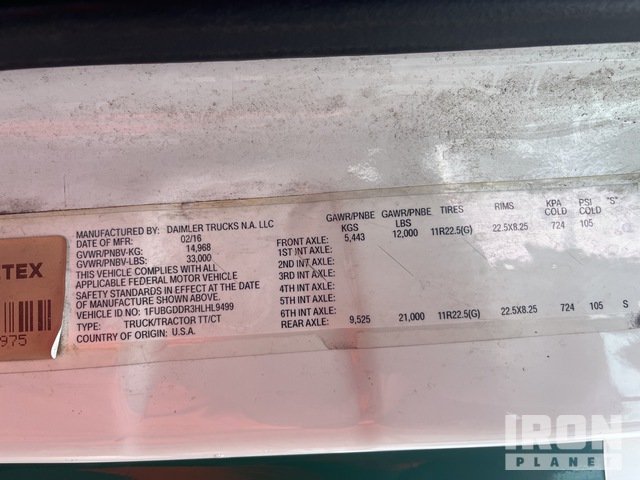 MANUFACTURED BY: DAIMLER TRUCKS N.A. LLC
DATE OF MFR: 02/16
GVWR/PNBV-KG: 14,968
GVWR/PNBV-LBS: 33,000
THIS VEHICLE COMPLIES WITH ALL
APPLICABLE FEDERAL MOTOR VEHICLE
SAFETY STANDARDS IN EFFECT AT THE DATE
VEHICLE ID NO.: 1FUBGDDR3HLHL9499
TYPE: TRUCK/TRACTOR TT/CT
COUNTRY OF ORIGIN: U.S.A.
GAWR/PNBE KGS GAWR/PNBE LBS TIRES RIMS KPA COLD PSI COLD "S"
FRONT AXLE: 5,443 12,000 11R22.5(G) 22.5X8.25 724 105
1ST INT AXLE:
2ND INT AXLE:
3RD INT AXLE:
4TH INT AXLE:
5TH INT AXLE:
6TH INT AXLE:
REAR AXLE: 9,525 21,000 11R22.5(G) 22.5X8.25 724 105 S
TEX
975
IRON
PLANET